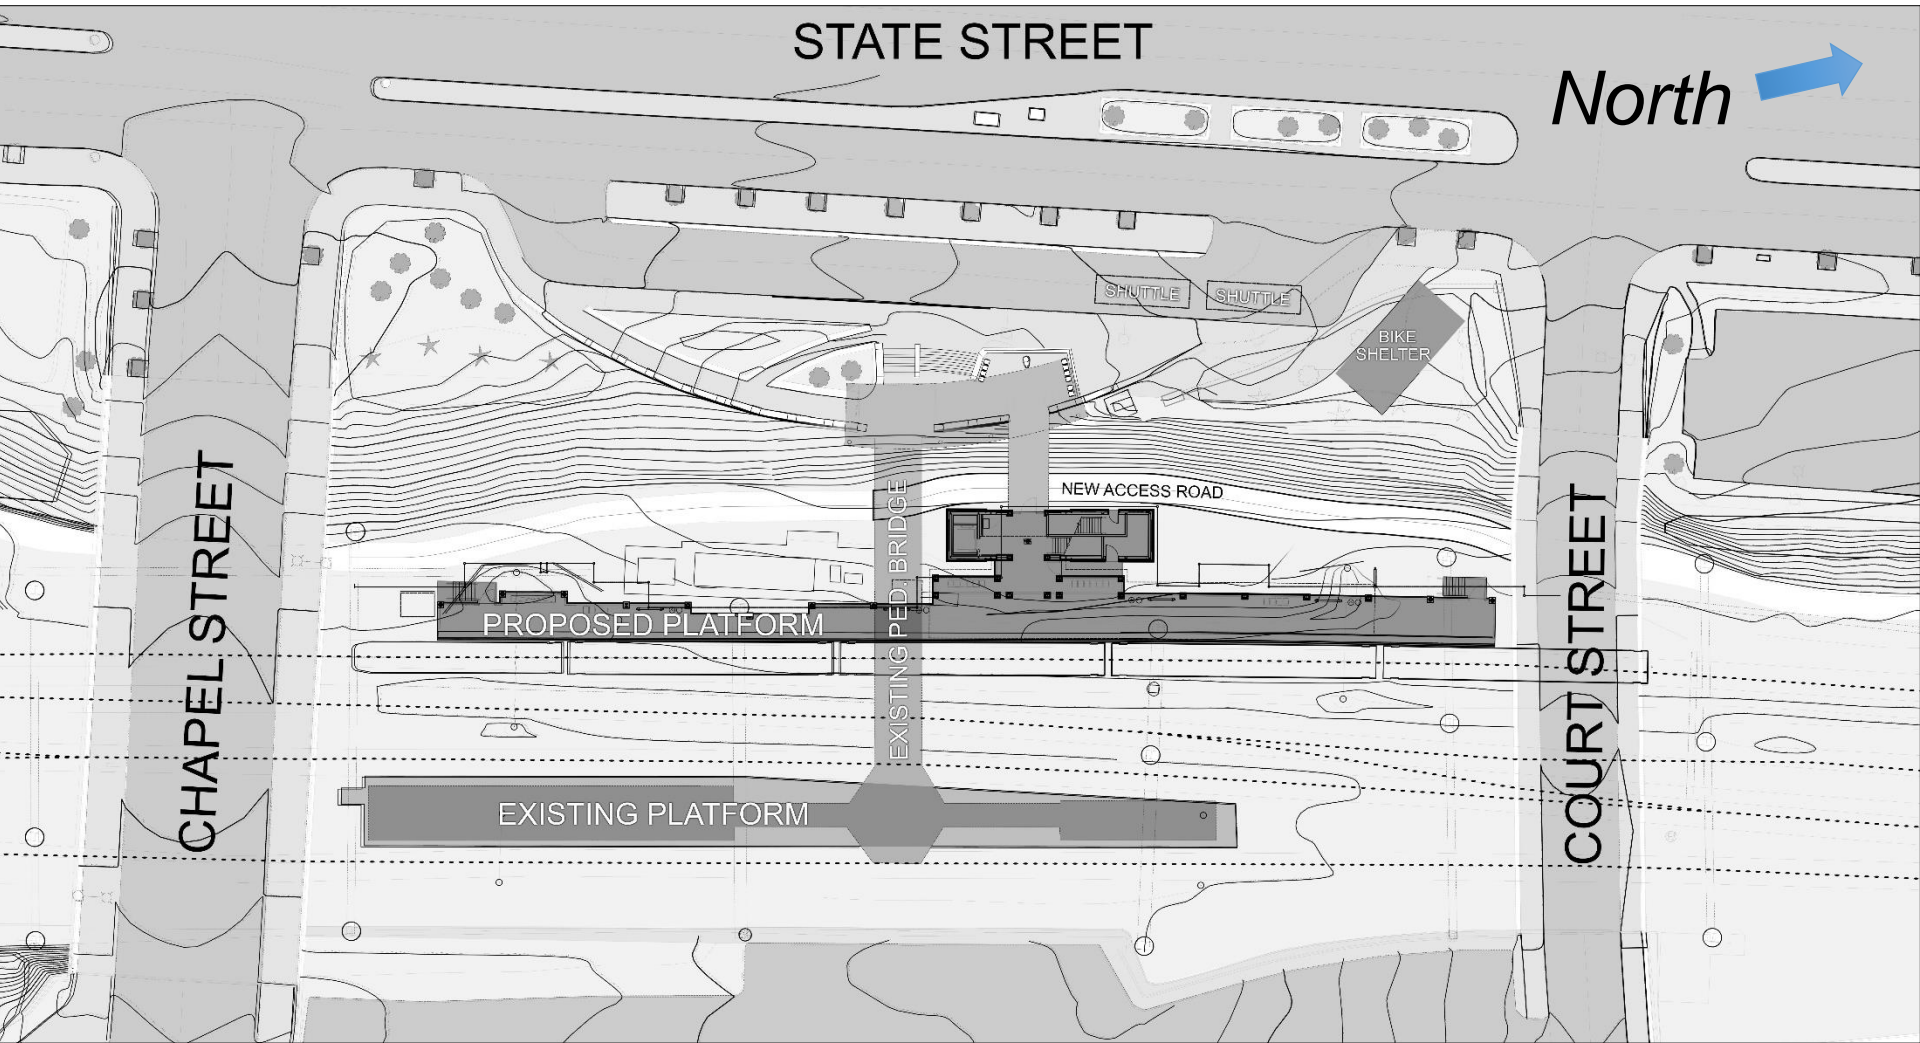 STATE STREET
North
SHUTTLE
SHUTTLE
BIKE
SHELTER
NEW ACCESS ROAD
CHAPEL STREET
EXISTING PED. BRIDGE
COURT STREET
PROPOSED PLATFORM
EXISTING PLATFORM